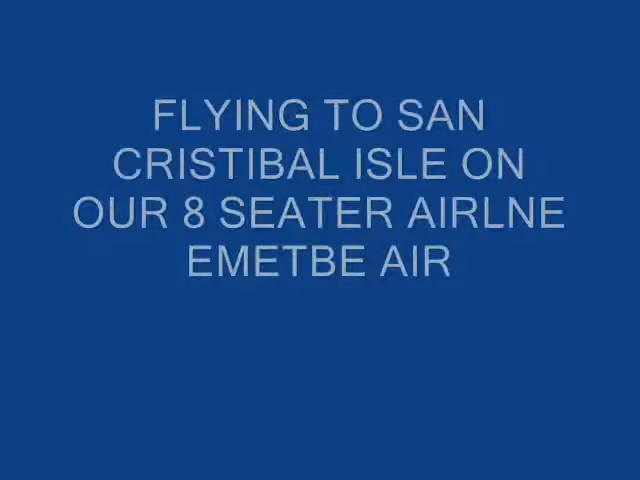 FLYING TO SAN
CRISTIBAL ISLE ON
OUR 8 SEATER AIRLNE
EMETBE AIR